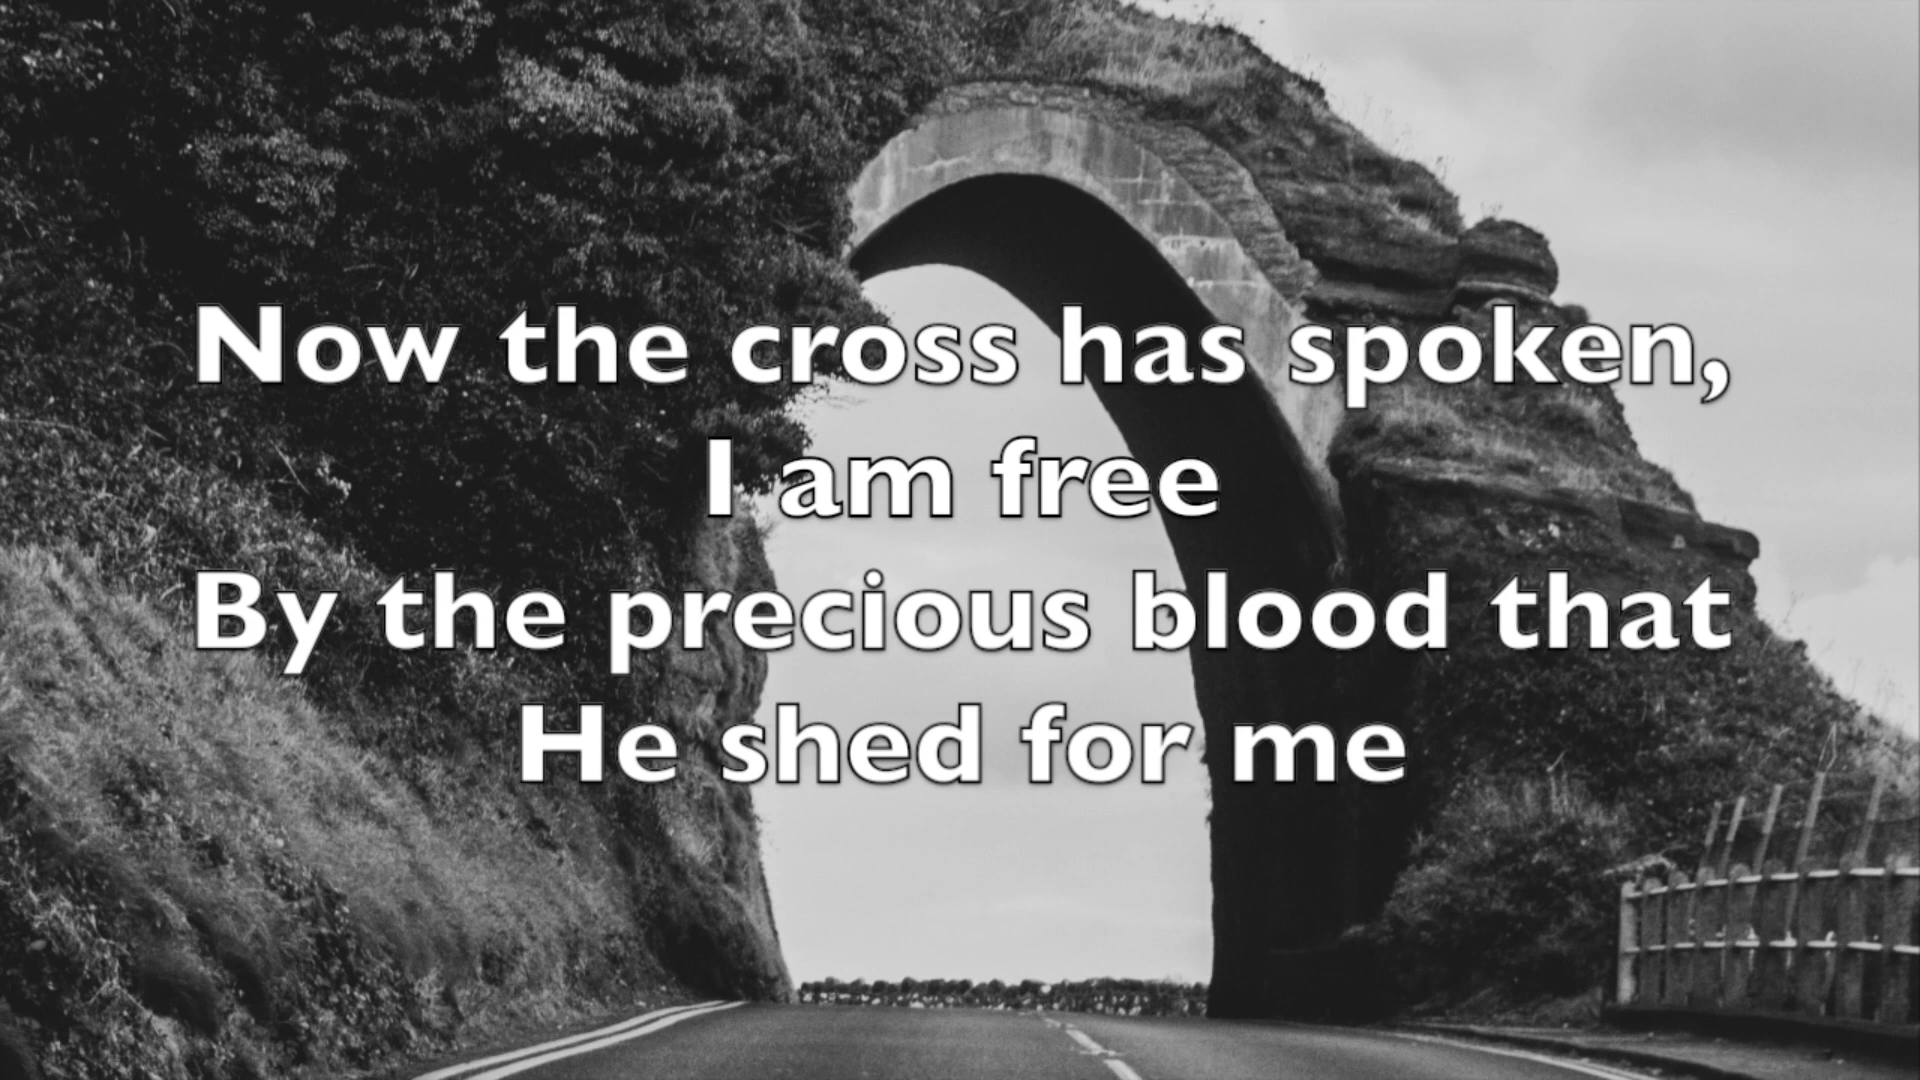 Now the cross has spoken,
I am free
By the precious blood that
He shed for me